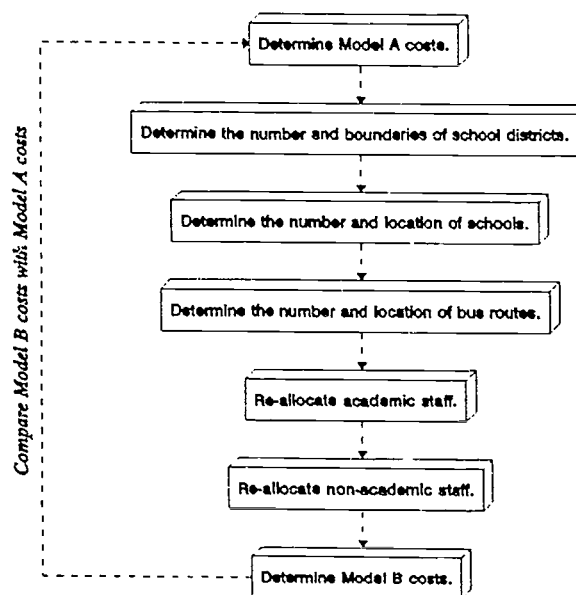 Determine Model A costs.
Determine the number and boundaries of school districts.
Determine the number and location of schools.
Determine the number and location of bus routes.
Re-allocate academic staff.
Re-allocate non-academic staff.
Determine Model B costs.
Compare Model B costs with Model A costs